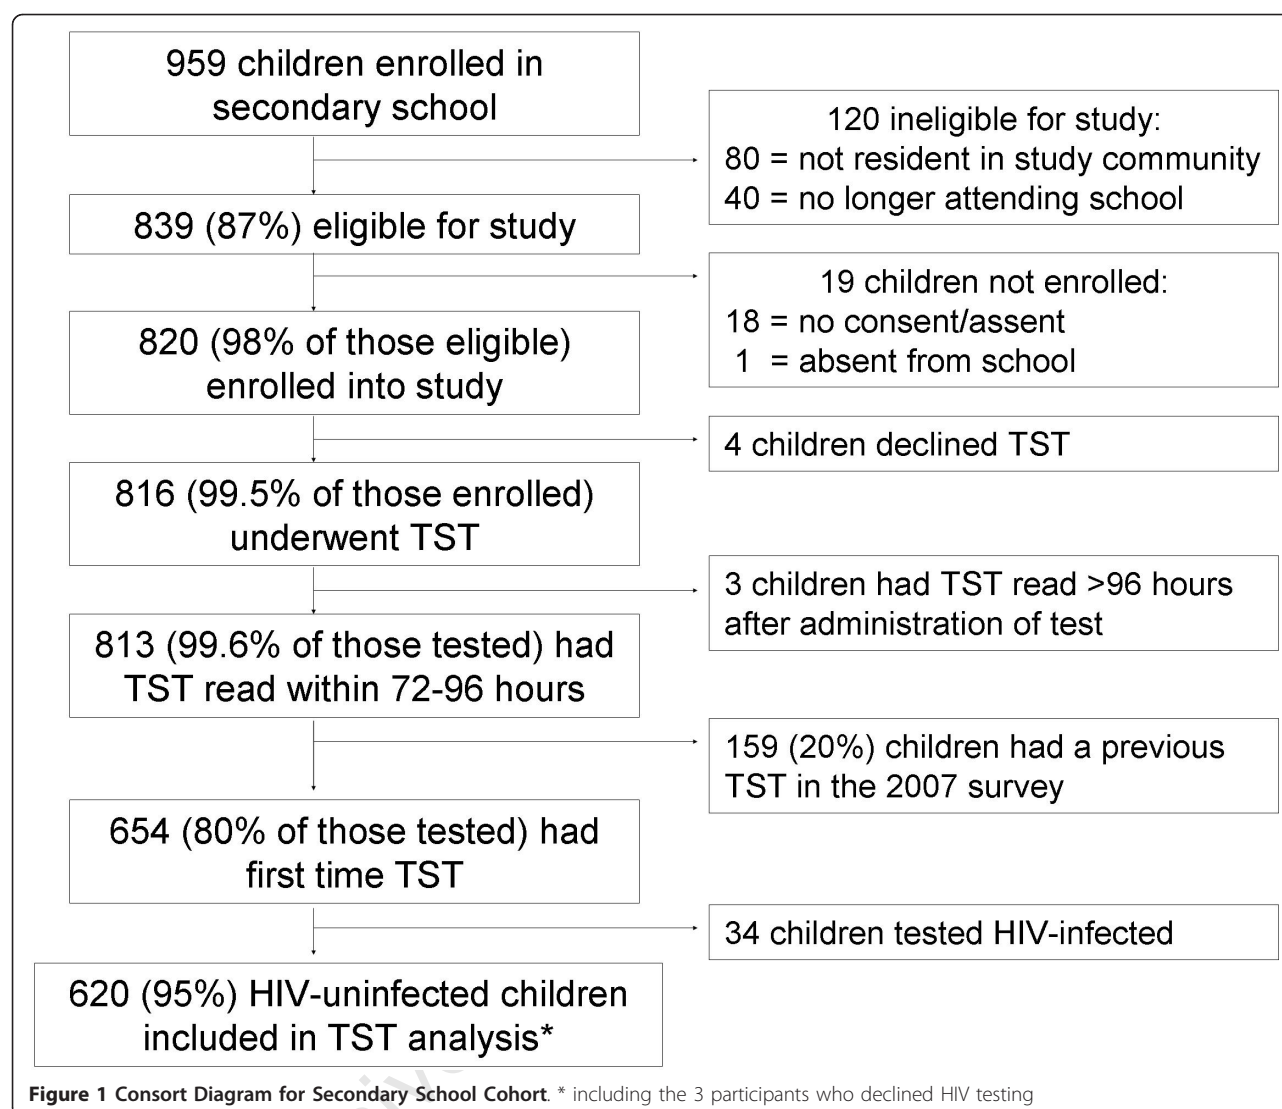 959 children enrolled in
secondary school
120 ineligible for study:
80 = not resident in study community
40 = no longer attending school
839 (87%) eligible for study
19 children not enrolled:
18 = no consent/assent
1 = absent from school
820 (98% of those eligible)
enrolled into study
4 children declined TST
816 (99.5% of those enrolled)
underwent TST
3 children had TST read >96 hours
after administration of test
813 (99.6% of those tested) had
TST read within 72-96 hours
159 (20%) children had a previous
TST in the 2007 survey
654 (80% of those tested) had
first time TST
34 children tested HIV-infected
620 (95%) HIV-uninfected children
included in TST analysis*
Figure 1 Consort Diagram for Secondary School Cohort. * including the 3 participants who declined HIV testing